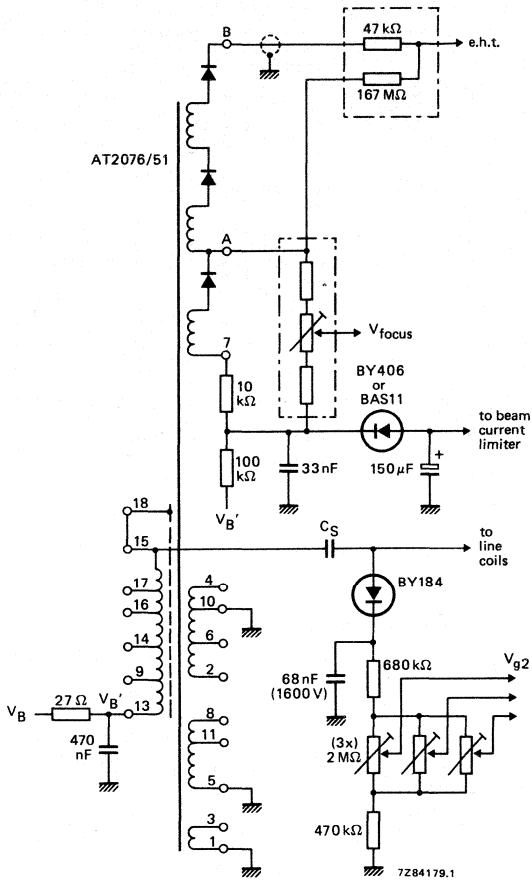 B
47 kΩ
e.h.t.
167 MΩ
AT2076/51
A
V focus
7
10
kΩ
BY406
or
BAS11
to beam
current
limiter
100
kΩ
33 nF
150 μF
+
V B'
18
15
C S
to
line
coils
17
16
14
9
13
4
10
6
2
BY184
68 nF
(1600 V)
680 kΩ
V g2
V B
27 Ω
V B'
470
nF
8
11
5
(3x)
2 MΩ
3
1
470 kΩ
7Z84179.1